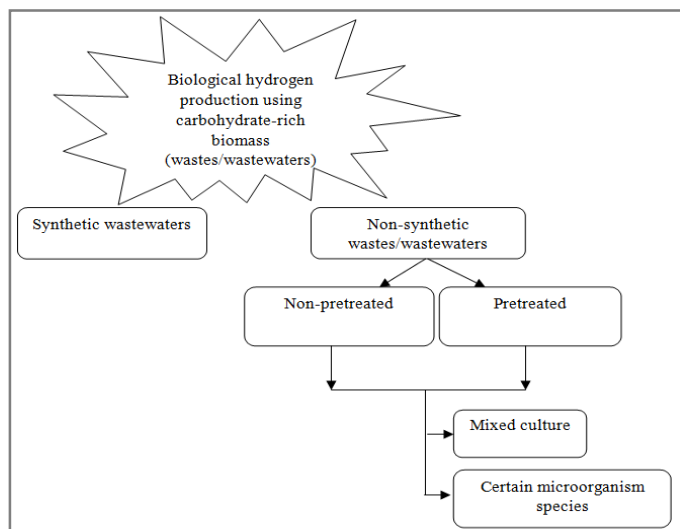 Biological hydrogen
production using
carbohydrate-rich
biomass
(wastes/wastewaters)
Synthetic wastewaters
Non-synthetic
wastes/wastewaters
Non-pretreated
Pretreated
Mixed culture
Certain microorganism
species